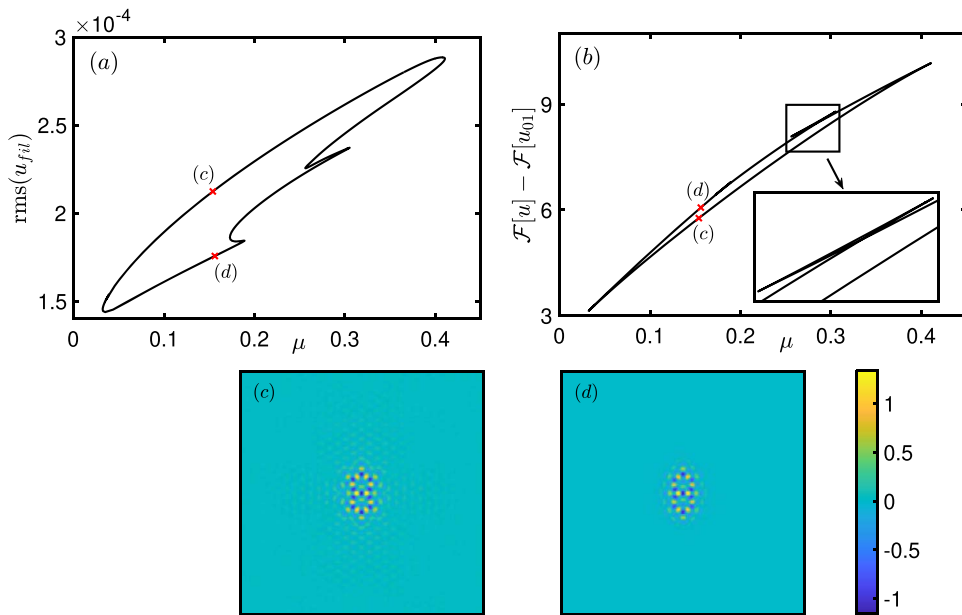 ×10⁻⁴
3
2.5
2
1.5
rms(u_fil)
(a)
(c)
(d)
0
0.1
0.2
0.3
0.4
μ
9
6
3
F[u] − F[u₀₁]
(b)
(d)
(c)
0
0.1
0.2
0.3
0.4
μ
(c)
(d)
1
0.5
0
-0.5
-1